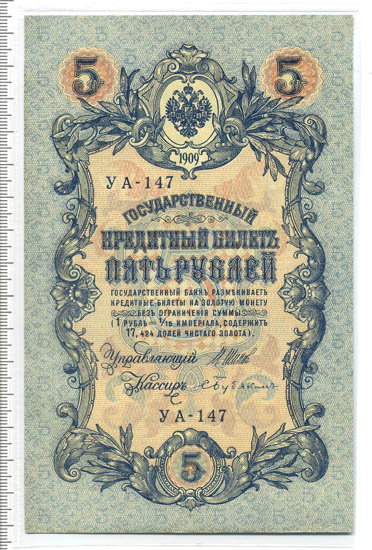 5 5
1909
УА-147
ГОСУДАРСТВЕННЫЙ
КРЕДИТНЫЙ БИЛЕТЪ
ПЯТЬ РУБЛЕЙ
ГОСУДАРСТВЕННЫЙ БАНКЪ РАЗМѢНИВАЕТЪ
КРЕДИТНЫЕ БИЛЕТЫ НА ЗОЛОТУЮ МОНЕТУ
БЕЗЪ ОГРАНИЧЕНІЯ СУММЫ
(1 РУБЛЬ = 1/15 ИМПЕРІАЛА, СОДЕРЖИТЪ
17,424 ДОЛЕЙ ЧИСТАГО ЗОЛОТА).
Управляющій
Кассиръ
УА-147
5